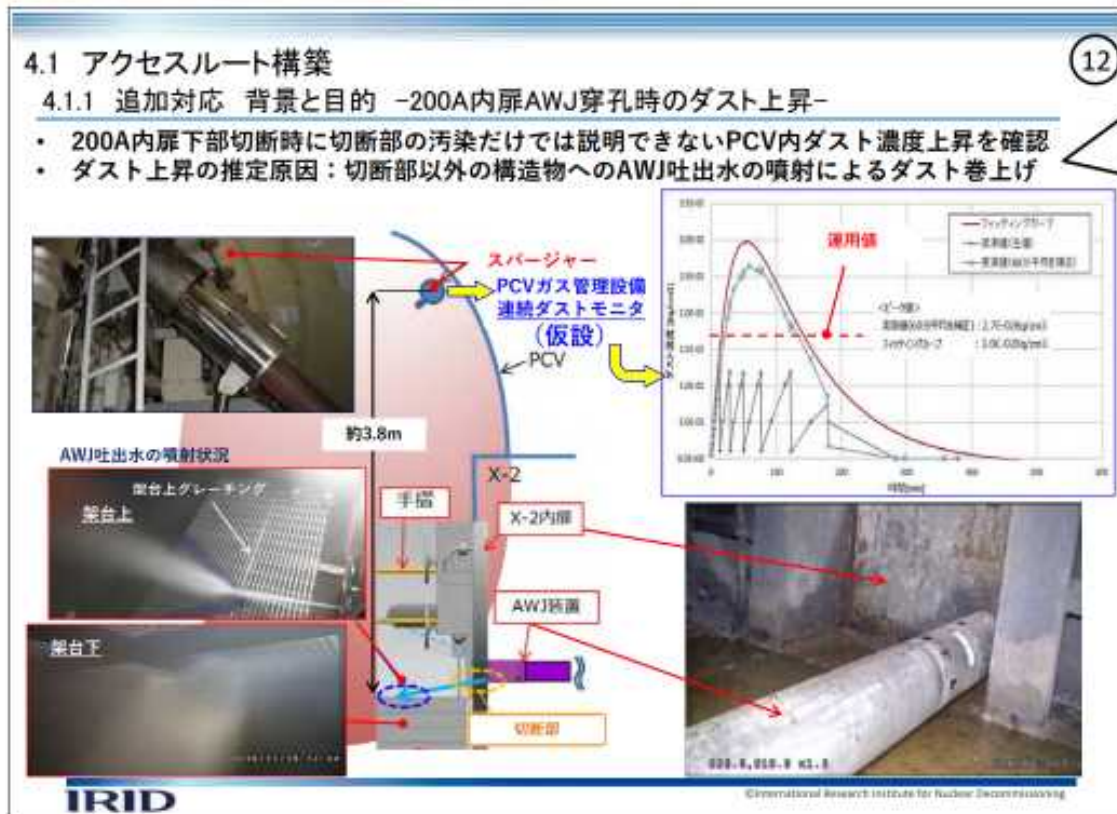 4.1 アクセスルート構築
12
4.1.1 追加対応 背景と目的 -200A内扉AWJ穿孔時のダスト上昇-
• 200A内扉下部切断時に切断部の汚染だけでは説明できないPCV内ダスト濃度上昇を確認
• ダスト上昇の推定原因：切断部以外の構造物へのAWJ吐出水の噴射によるダスト巻上げ
スパージャー
PCVガス管理設備
連続ダストモニタ
(仮設)
PCV
約3.8m
運用値
フィッティングカーブ
AWJ吐出水の噴射状況
架台上グレーチング
架台上
架台下
手摺
X-2
X-2内扉
AWJ装置
切断部
IRID
©International Research Institute for Nuclear Decommissioning